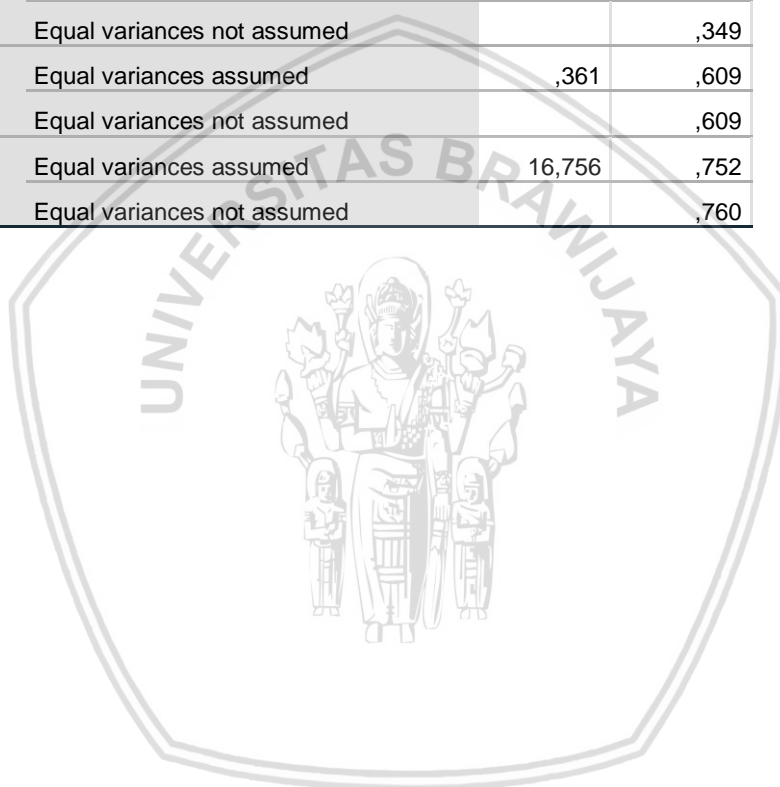 Equal variances not assumed ,349
Equal variances assumed ,361 ,609
Equal variances not assumed ,609
Equal variances assumed 16,756 ,752
Equal variances not assumed ,760
UNIVERSITAS BRAWIJAYA